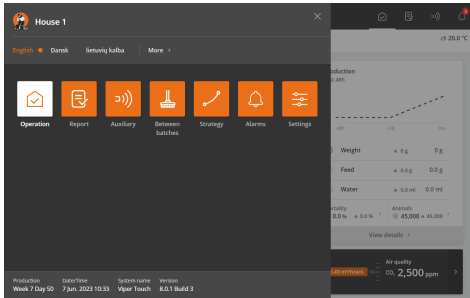 House 1
English
Dansk
lietuvių kalba
More
Operation
Report
Auxiliary
Between
batches
Strategy
Alarms
Settings
Production
Week 7 Day 50
Date/Time
7 Jun. 2023 10:33
System name
Viper Touch
Version
8.0.1 Build 3
20.0 °C
Weight
0 g
0 g
Feed
0.0 g
0.0 g
Water
0.0 ml
0.0 ml
0.0 %
0.0 %
Animals
45,000
45,000
View details
Air quality
CO₂ 2,500 ppm